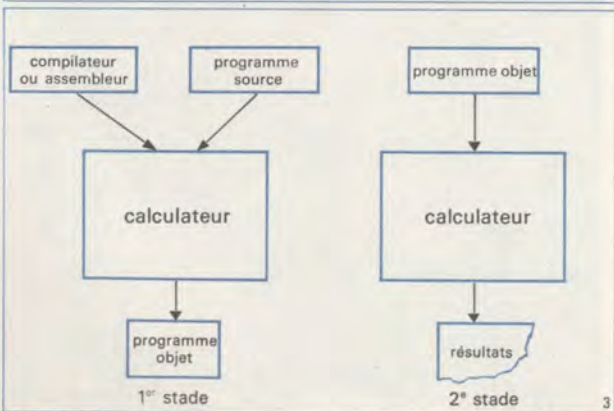 compilateur
ou assembleur
programme
source
calculateur
programme
objet
1er stade
programme objet
calculateur
résultats
2e stade
3